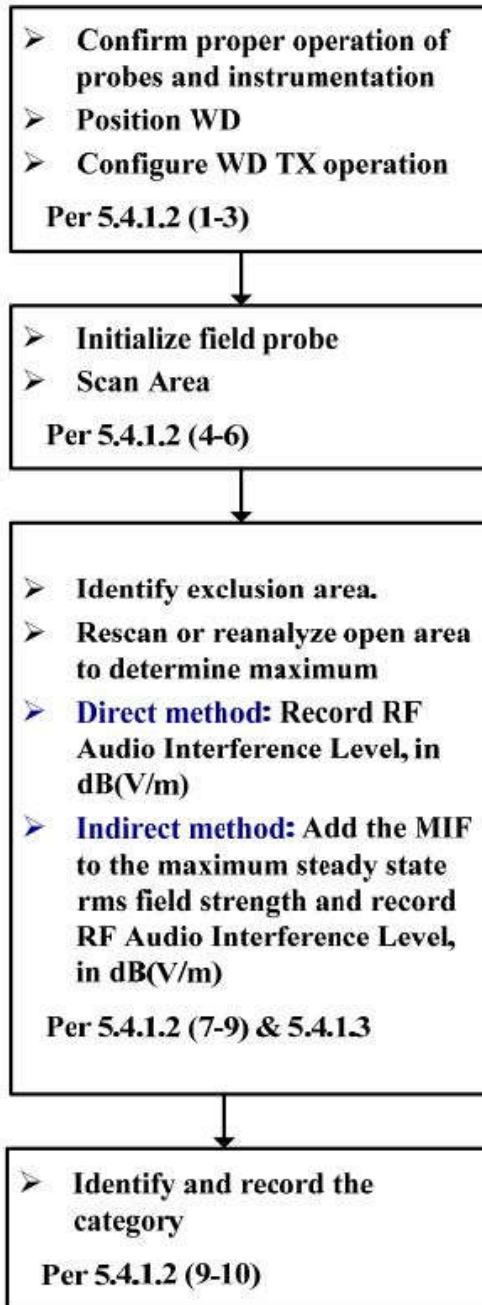 ➢ Confirm proper operation of
probes and instrumentation
➢ Position WD
➢ Configure WD TX operation
Per 5.4.1.2 (1-3)
➢ Initialize field probe
➢ Scan Area
Per 5.4.1.2 (4-6)
➢ Identify exclusion area.
➢ Rescan or reanalyze open area
to determine maximum
➢ Direct method: Record RF
Audio Interference Level, in
dB(V/m)
➢ Indirect method: Add the MIF
to the maximum steady state
rms field strength and record
RF Audio Interference Level,
in dB(V/m)
Per 5.4.1.2 (7-9) & 5.4.1.3
➢ Identify and record the
category
Per 5.4.1.2 (9-10)